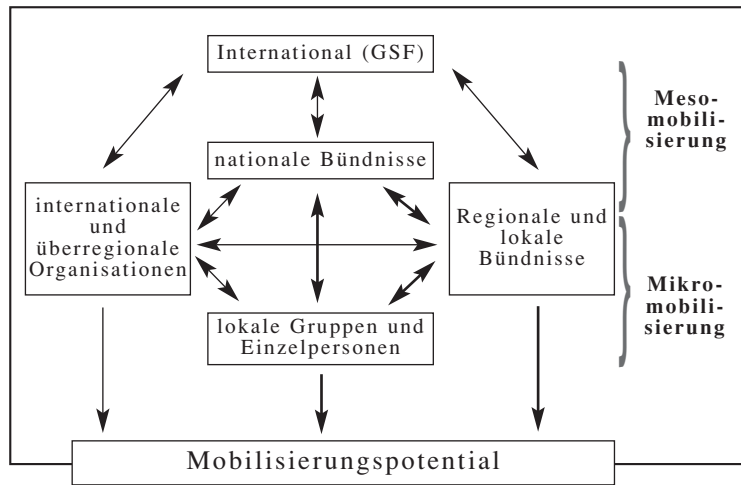 International (GSF)
Meso-
mobili-
sierung
nationale Bündnisse
internationale
und
überregionale
Organisationen
Regionale und
lokale
Bündnisse
Mikro-
mobili-
sierung
lokale Gruppen und
Einzelpersonen
Mobilisierungspotential